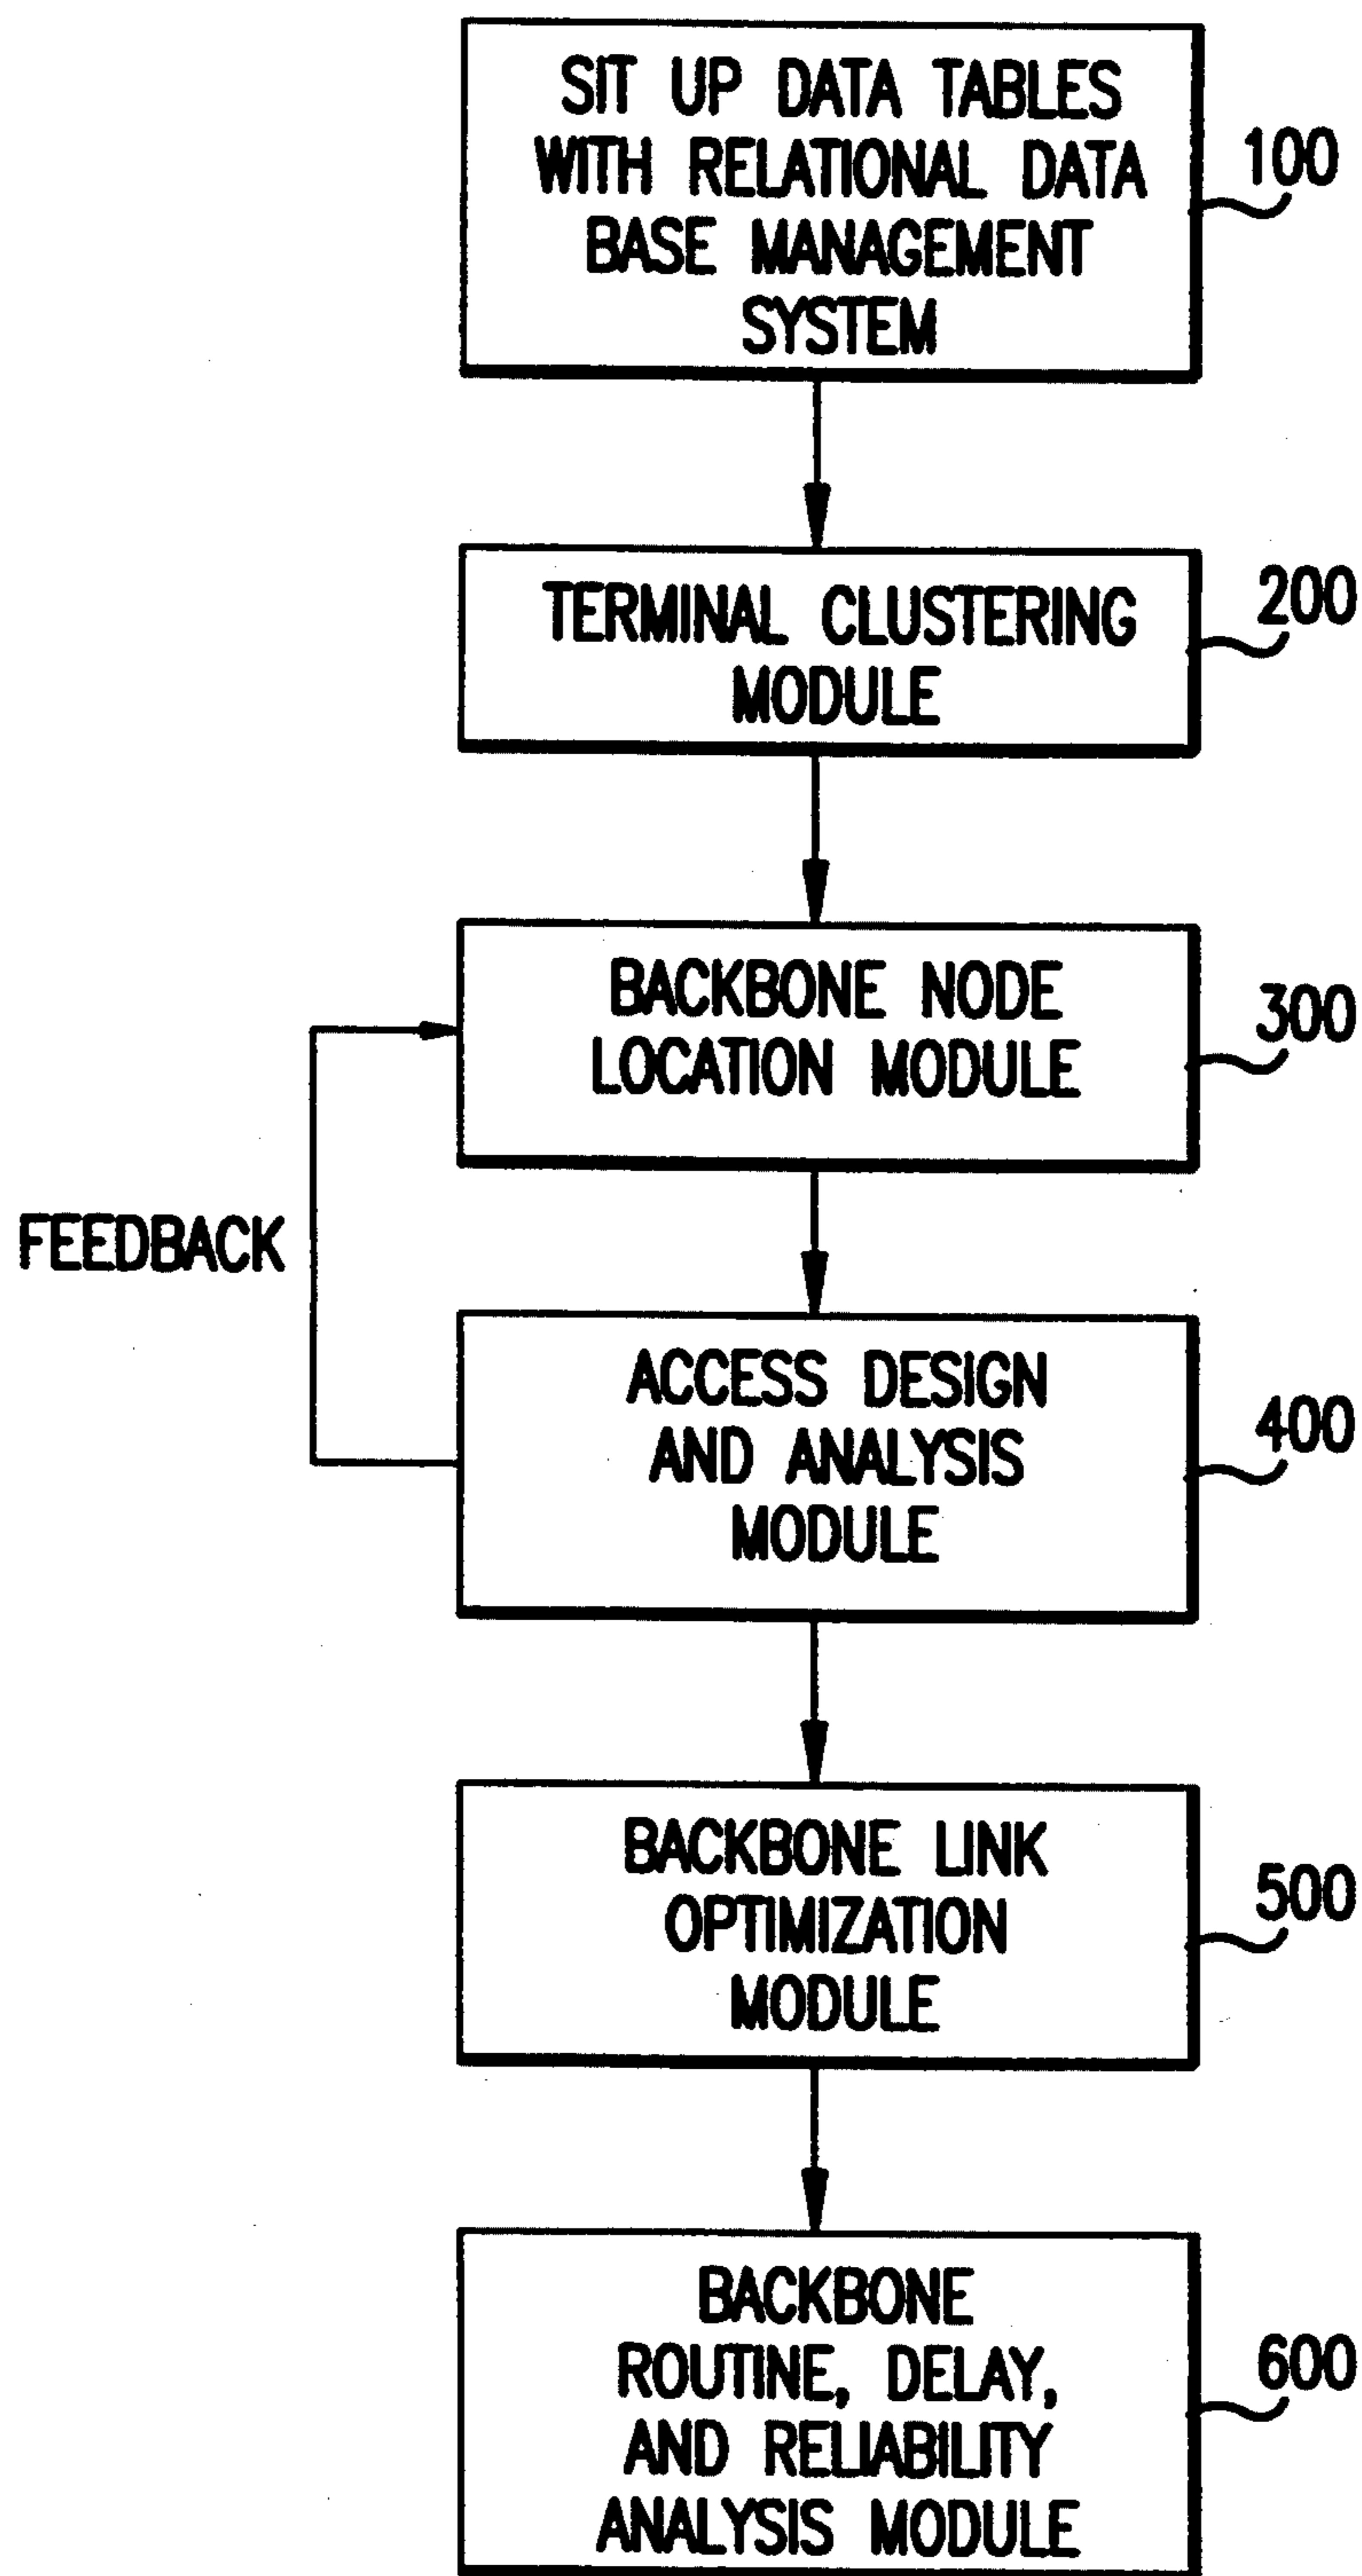 SIT UP DATA TABLES
WITH RELATIONAL DATA
BASE MANAGEMENT
SYSTEM
100
TERMINAL CLUSTERING
MODULE
200
BACKBONE NODE
LOCATION MODULE
300
FEEDBACK
ACCESS DESIGN
AND ANALYSIS
MODULE
400
BACKBONE LINK
OPTIMIZATION
MODULE
500
BACKBONE
ROUTINE, DELAY,
AND RELIABILITY
ANALYSIS MODULE
600